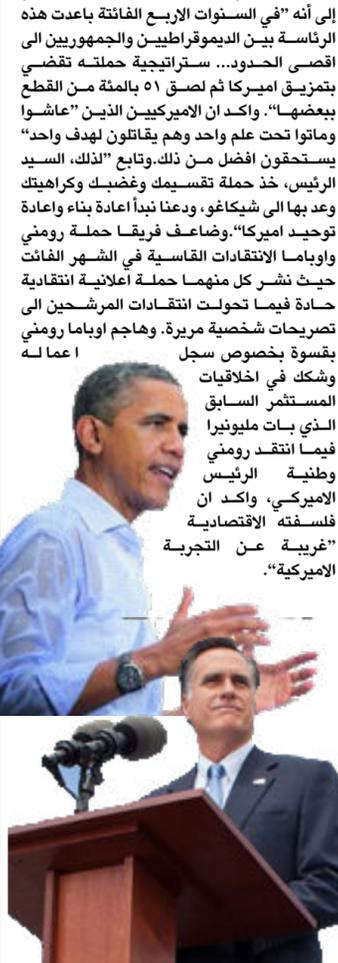 إلى أنه "في السنوات الاربع الفائتة باعدت هذه
الرئاسة بين الديموقراطيين والجمهوريين الى
اقصى الحدود... ستراتيجية حملته تقضي
بتمزيق اميركا ثم لصق ٥١ بالمئة من القطع
ببعضها". واكد ان الاميركيين الذين "عاشوا
وماتوا تحت علم واحد وهم يقاتلون لهدف واحد"
يستحقون افضل من ذلك.وتابع "لذلك، السيد
الرئيس، خذ حملة تقسيمك وغضبك وكراهيتك
وعد بها الى شيكاغو، ودعنا نبدأ اعادة بناء واعادة
توحيد اميركا".وضاعف فريقا حملة رومني
واوباما الانتقادات القاسية في الشهر الفائت
حيث نشر كل منهما حملة اعلانية انتقادية
حادة فيما تحولت انتقادات المرشحين الى
تصريحات شخصية مريرة. وهاجم اوباما رومني
بقسوة بخصوص سجل اعماله
وشكك في اخلاقيات
المستثمر السابق
الذي بات مليونيرا
فيما انتقد رومني
وطنية الرئيس
الاميركي، واكد ان
فلسفته الاقتصادية
"غريبة عن التجربة
الاميركية".